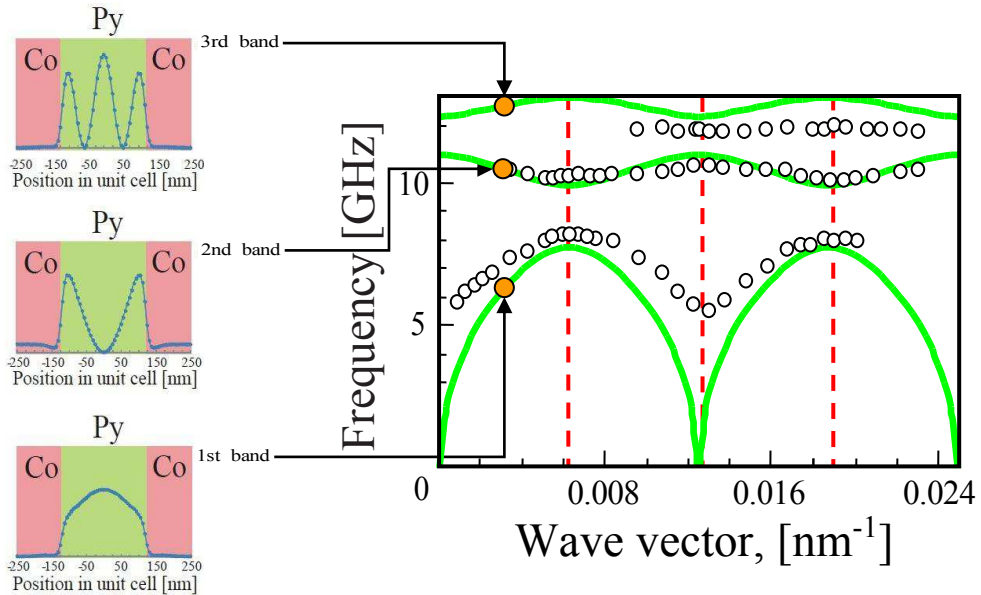 Py
Co
Co
-250
-150
-50
50
150
250
Position in unit cell [nm]
3rd band
Py
Co
Co
-250
-150
-50
50
150
250
Position in unit cell [nm]
2nd band
Py
Co
Co
-250
-150
-50
50
150
250
Position in unit cell [nm]
1st band
Frequency [GHz]
10
5
0
0.008
0.016
0.024
Wave vector, [nm⁻¹]